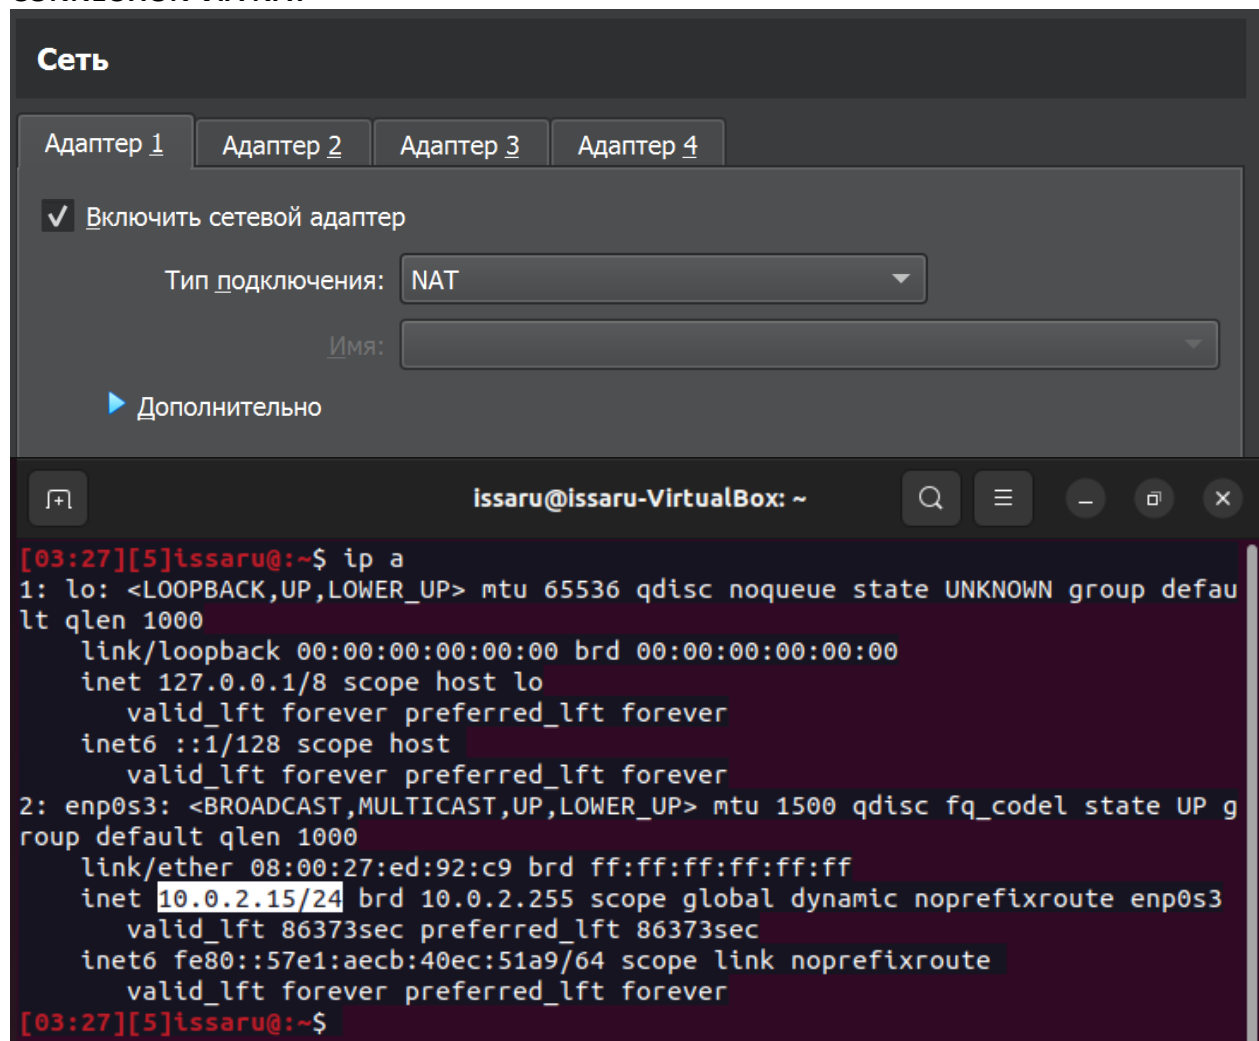 Сеть
Адаптер 1 Адаптер 2 Адаптер 3 Адаптер 4
Включить сетевой адаптер
Тип подключения: NAT
Имя:
Дополнительно
issaru@issaru-VirtualBox: ~
[03:27][5]issaru@:~$ ip a
1: lo: <LOOPBACK,UP,LOWER_UP> mtu 65536 qdisc noqueue state UNKNOWN group defau
lt qlen 1000
link/loopback 00:00:00:00:00:00 brd 00:00:00:00:00:00
inet 127.0.0.1/8 scope host lo
valid_lft forever preferred_lft forever
inet6 ::1/128 scope host
valid_lft forever preferred_lft forever
2: enp0s3: <BROADCAST,MULTICAST,UP,LOWER_UP> mtu 1500 qdisc fq_codel state UP g
roup default qlen 1000
link/ether 08:00:27:ed:92:c9 brd ff:ff:ff:ff:ff:ff
inet 10.0.2.15/24 brd 10.0.2.255 scope global dynamic noprefixroute enp0s3
valid_lft 86373sec preferred_lft 86373sec
inet6 fe80::57e1:aecb:40ec:51a9/64 scope link noprefixroute
valid_lft forever preferred_lft forever
[03:27][5]issaru@:~$